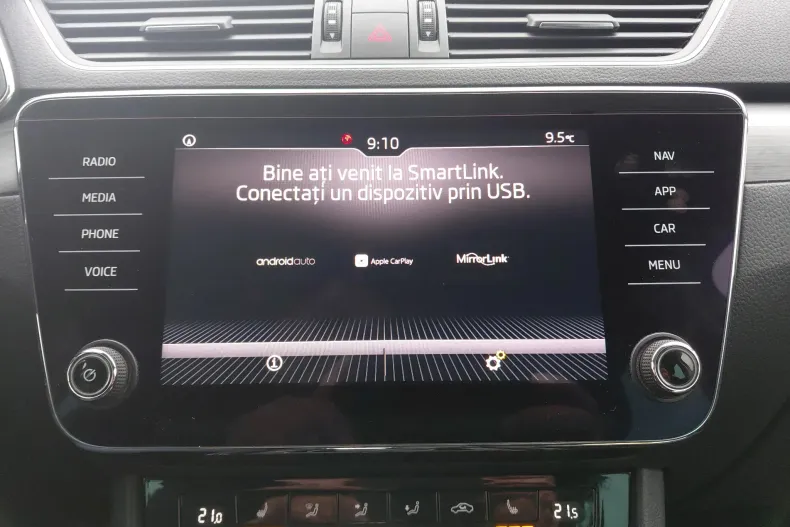 9:10
9.5°C
RADIO
MEDIA
PHONE
VOICE
Bine ați venit la SmartLink.
Conectați un dispozitiv prin USB.
androidauto
Apple CarPlay
MirrorLink
NAV
APP
CAR
MENU
21.0
21.5